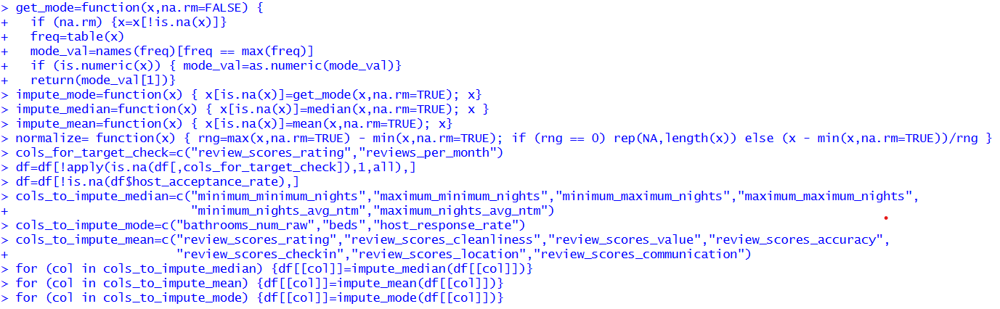 > get_mode=function(x,na.rm=FALSE) {
+   if (na.rm) {x=x[!is.na(x)]}
+   freq=table(x)
+   mode_val=names(freq)[freq == max(freq)]
+   if (is.numeric(x)) { mode_val=as.numeric(mode_val)}
+   return(mode_val[1])}
> impute_mode=function(x) { x[is.na(x)]=get_mode(x,na.rm=TRUE); x}
> impute_median=function(x) { x[is.na(x)]=median(x,na.rm=TRUE); x }
> impute_mean=function(x) { x[is.na(x)]=mean(x,na.rm=TRUE); x}
> normalize= function(x) { rng=max(x,na.rm=TRUE) - min(x,na.rm=TRUE); if (rng == 0) rep(NA,length(x)) else (x - min(x,na.rm=TRUE))/rng }
> cols_for_target_check=c("review_scores_rating","reviews_per_month")
> df=df[!apply(is.na(df[,cols_for_target_check]),1,all),]
> df=df[!is.na(df$host_acceptance_rate),]
> cols_to_impute_median=c("minimum_minimum_nights","maximum_minimum_nights","minimum_maximum_nights","maximum_maximum_nights",
+                         "minimum_nights_avg_ntm","maximum_nights_avg_ntm")
> cols_to_impute_mode=c("bathrooms_num_raw","beds","host_response_rate")
> cols_to_impute_mean=c("review_scores_rating","review_scores_cleanliness","review_scores_value","review_scores_accuracy",
+                       "review_scores_checkin","review_scores_location","review_scores_communication")
> for (col in cols_to_impute_median) {df[[col]]=impute_median(df[[col]])}
> for (col in cols_to_impute_mean) {df[[col]]=impute_mean(df[[col]])}
> for (col in cols_to_impute_mode) {df[[col]]=impute_mode(df[[col]])}